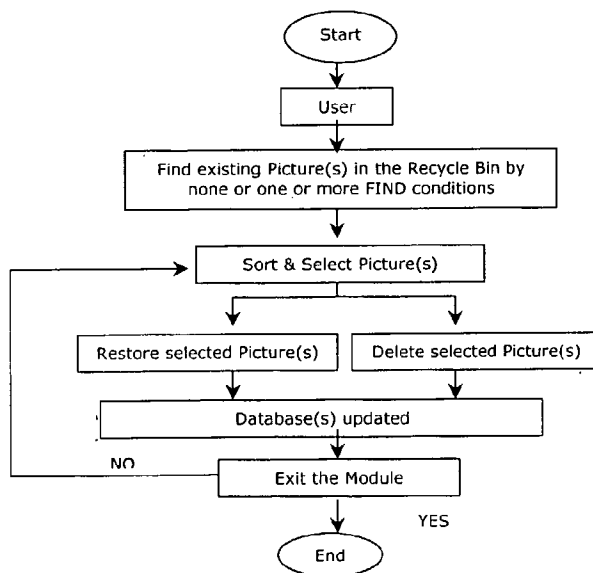 Start
User
Find existing Picture(s) in the Recycle Bin by
none or one or more FIND conditions
Sort & Select Picture(s)
Restore selected Picture(s)
Delete selected Picture(s)
Database(s) updated
NO
Exit the Module
YES
End